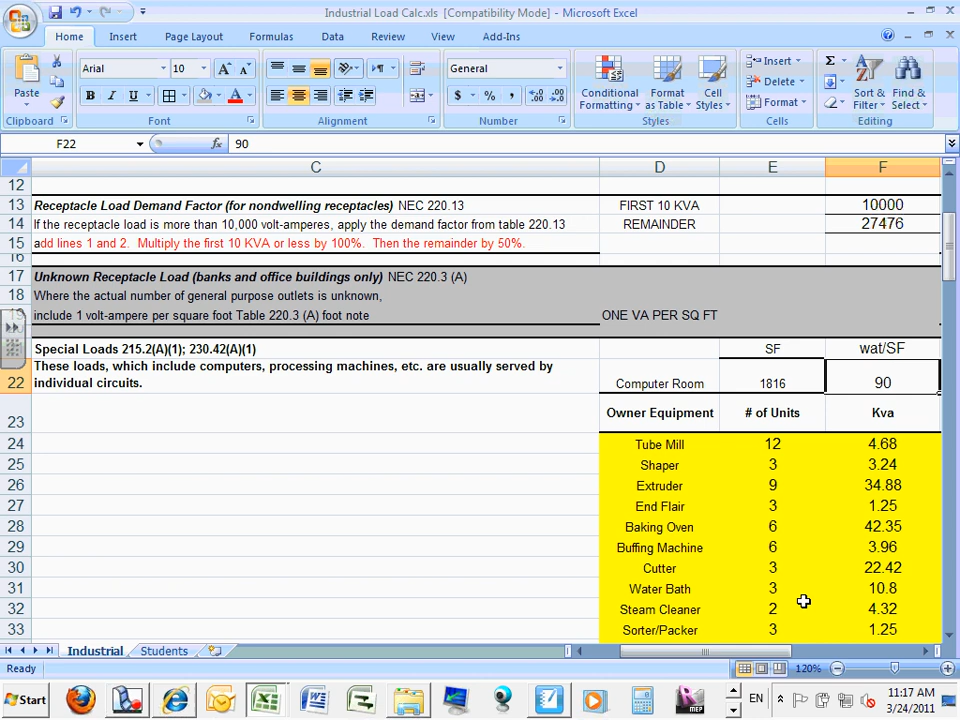 Industrial Load Calc.xls [Compatibility Mode] - Microsoft Excel
Home Insert Page Layout Formulas Data Review View Add-Ins
Paste
Arial 10 A A
B I U A
General
$ % ,
Conditional Formatting
Format as Table
Cell Styles
Insert
Delete
Format
Σ
Sort & Filter
Find & Select
Clipboard Font Alignment Number Styles Cells Editing
F22 fx 90
C D E F
12
13 Receptacle Load Demand Factor (for nondwelling receptacles) NEC 220.13 FIRST 10 KVA 10000
14 If the receptacle load is more than 10,000 volt-amperes, apply the demand factor from table 220.13 REMAINDER 27476
15 add lines 1 and 2. Multiply the first 10 KVA or less by 100%. Then the remainder by 50%.
16
17 Unknown Receptacle Load (banks and office buildings only) NEC 220.3 (A)
18 Where the actual number of general purpose outlets is unknown,
19 include 1 volt-ampere per square foot Table 220.3 (A) foot note ONE VA PER SQ FT
Special Loads 215.2(A)(1); 230.42(A)(1) SF wat/SF
These loads, which include computers, processing machines, etc. are usually served by
22 individual circuits. Computer Room 1816 90
23 Owner Equipment # of Units Kva
24 Tube Mill 12 4.68
25 Shaper 3 3.24
26 Extruder 9 34.88
27 End Flair 3 1.25
28 Baking Oven 6 42.35
29 Buffing Machine 6 3.96
30 Cutter 3 22.42
31 Water Bath 3 10.8
32 Steam Cleaner 2 4.32
33 Sorter/Packer 3 1.25
Industrial Students
Ready 120%
Start EN 11:17 AM
3/24/2011